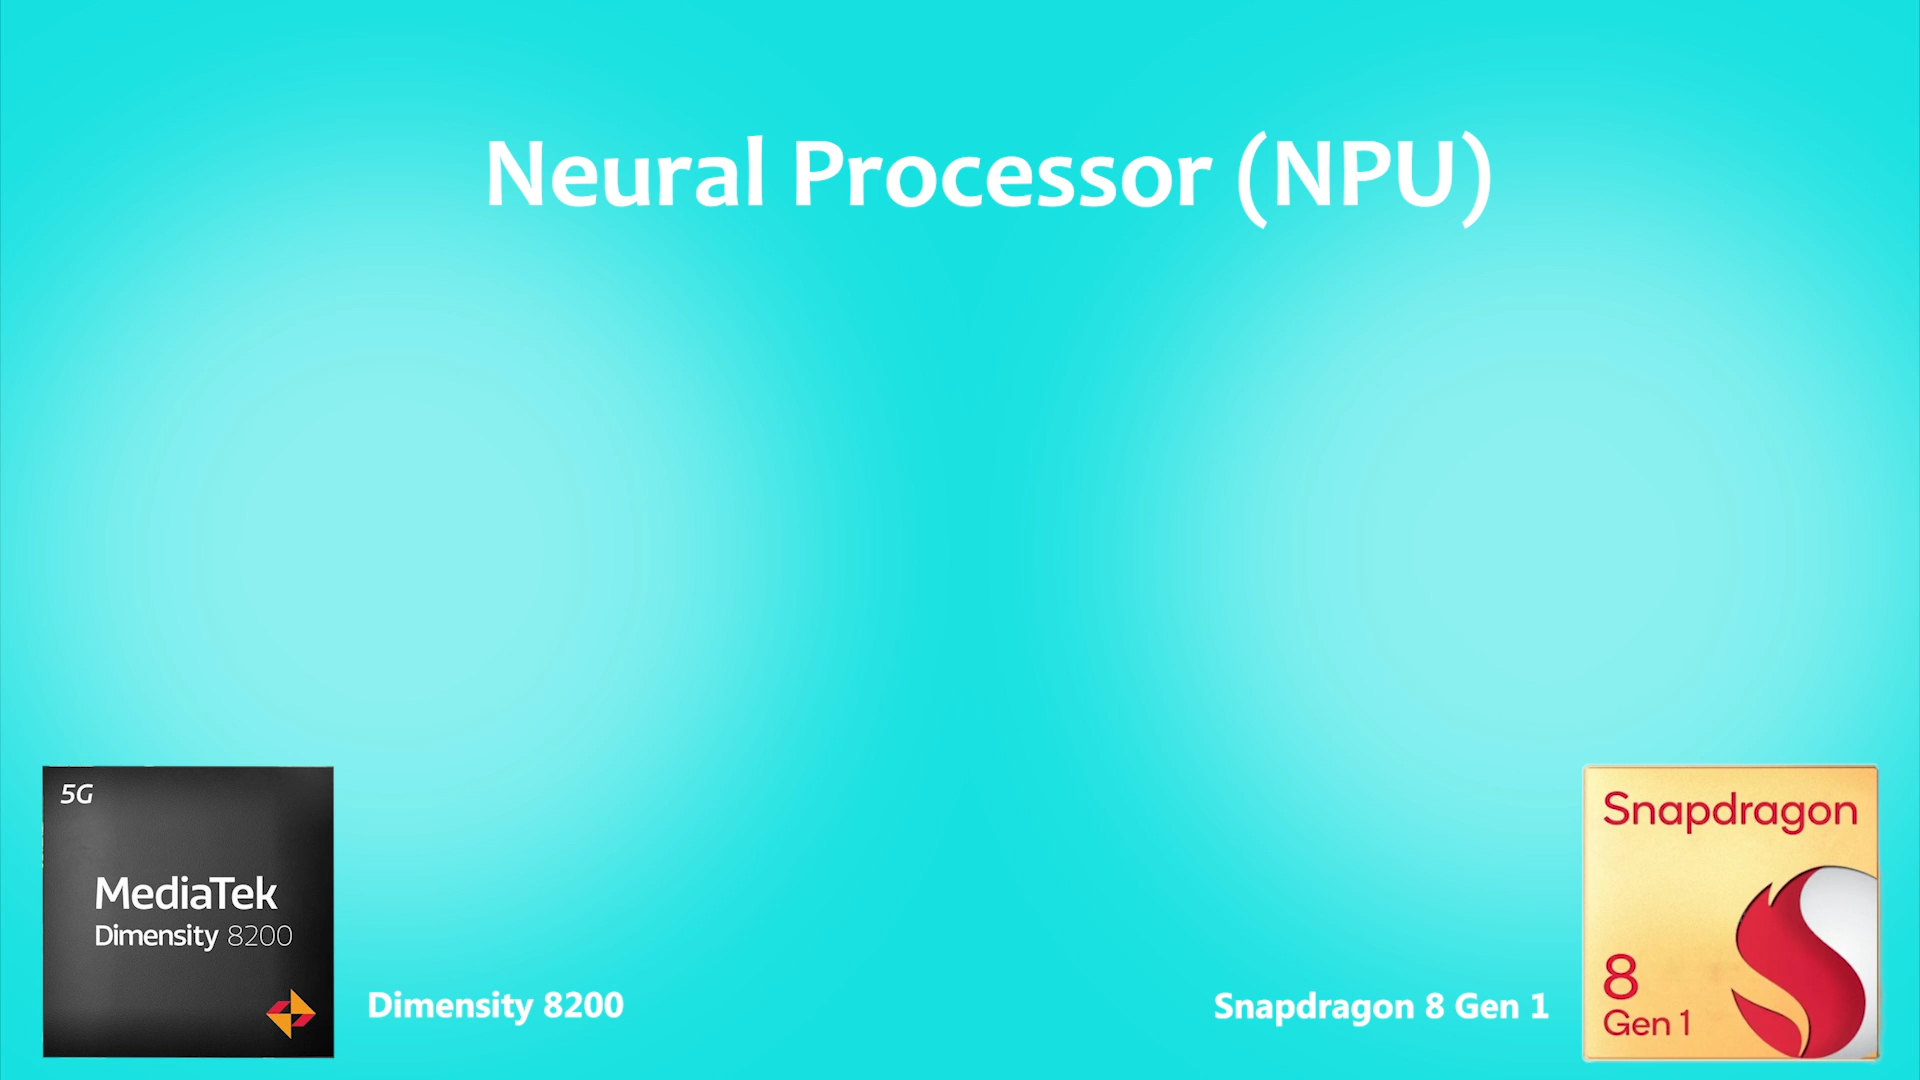 Neural Processor (NPU)
5G
MediaTek
Dimensity 8200
Dimensity 8200
Snapdragon 8 Gen 1
Snapdragon
8
Gen 1